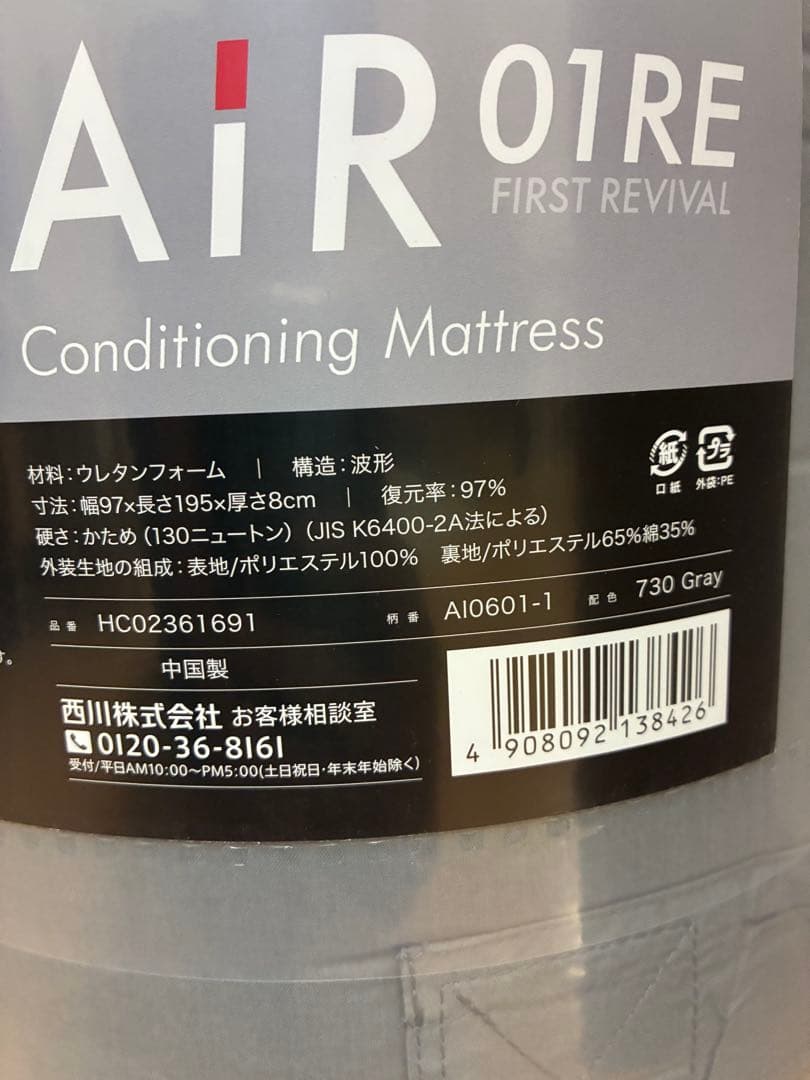 AiR 01RE
FIRST REVIVAL
Conditioning Mattress
材料:ウレタンフォーム | 構造:波形
寸法:幅97×長さ195×厚さ8cm | 復元率:97%
硬さ:かため(130ニュートン)(JIS K6400-2A法による)
外装生地の組成:表地/ポリエステル100% 裏地/ポリエステル65%綿35%
紙 プラ
口紙 外袋:PE
品番 HC02361691 柄番 AI0601-1 配色 730 Gray
す。
中国製
西川株式会社 お客様相談室
0120-36-8161
受付/平日AM10:00〜PM5:00(土日祝日・年末年始除く)
4 908092 138426